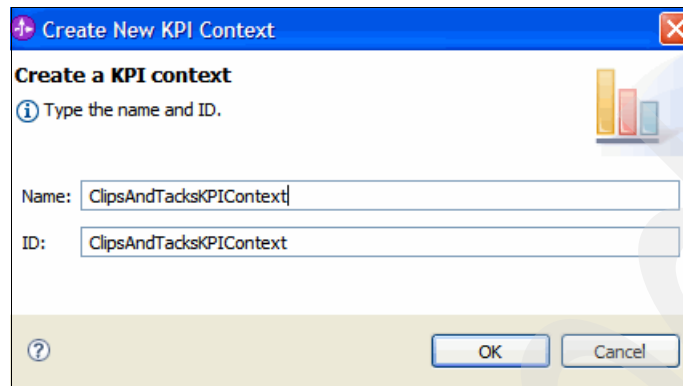 Create New KPI Context
Create a KPI context
Type the name and ID.
Name: ClipsAndTacksKPIContext
ID: ClipsAndTacksKPIContext
OK Cancel